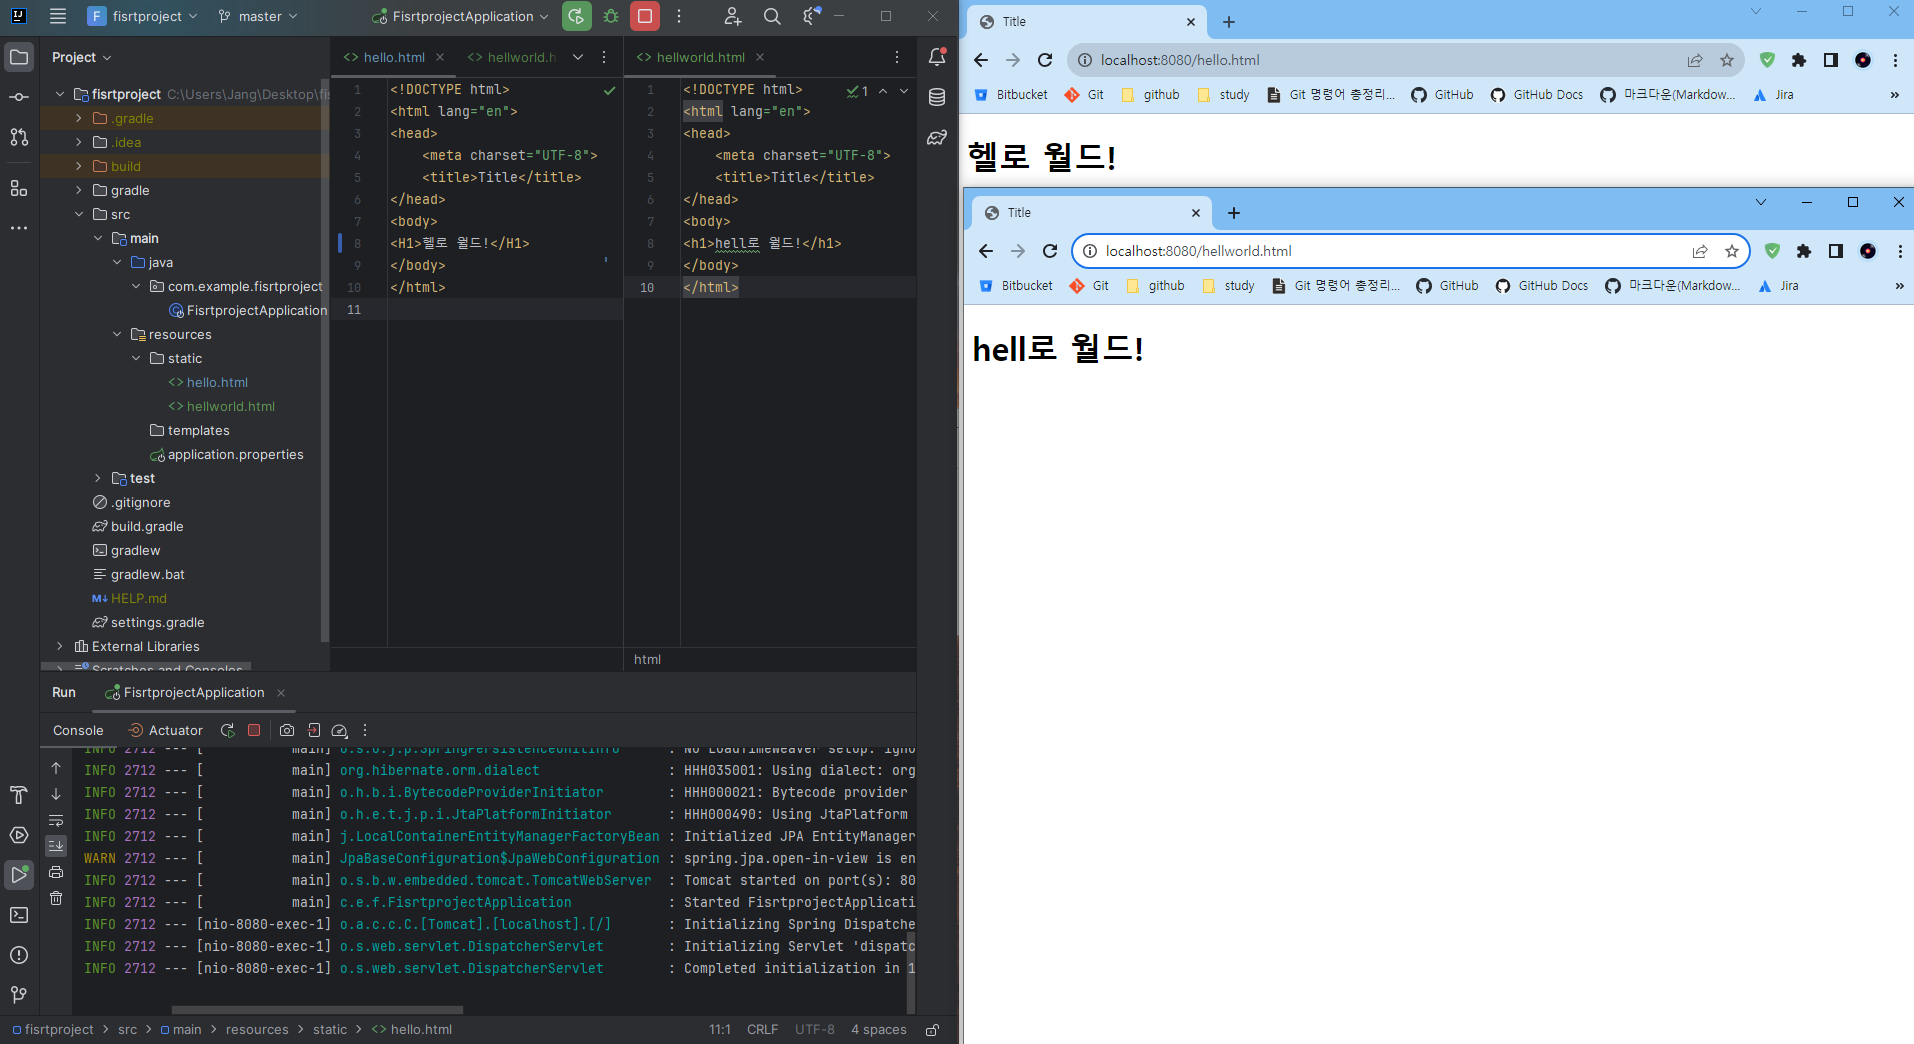 F fisrtproject master FisrtprojectApplication
Project
fisrtproject C:\Users\Jang\Desktop\fis
.gradle
.idea
build
gradle
src
main
java
com.example.fisrtproject
FisrtprojectApplication
resources
static
hello.html
hellworld.html
templates
application.properties
test
.gitignore
build.gradle
gradlew
gradlew.bat
M↓ HELP.md
settings.gradle
External Libraries
Scratches and Consoles
hello.html hellworld.h
1 <!DOCTYPE html>
2 <html lang="en">
3 <head>
4 <meta charset="UTF-8">
5 <title>Title</title>
6 </head>
7 <body>
8 <H1>헬로 월드!</H1>
9 </body>
10 </html>
11
hellworld.html
1
1 <!DOCTYPE html>
2 <html lang="en">
3 <head>
4 <meta charset="UTF-8">
5 <title>Title</title>
6 </head>
7 <body>
8 <h1>hell로 월드!</h1>
9 </body>
10 </html>
html
Run FisrtprojectApplication
Console Actuator
INFO 2712 --- [ main] o.s.o.j.p.SpringPersistenceUnitInfo : No LoadTimeWeaver setup: igno
INFO 2712 --- [ main] org.hibernate.orm.dialect : HHH035001: Using dialect: org
INFO 2712 --- [ main] o.h.b.i.BytecodeProviderInitiator : HHH000021: Bytecode provider
INFO 2712 --- [ main] o.h.e.t.j.p.i.JtaPlatformInitiator : HHH000490: Using JtaPlatform
INFO 2712 --- [ main] j.LocalContainerEntityManagerFactoryBean : Initialized JPA EntityManager
WARN 2712 --- [ main] JpaBaseConfiguration$JpaWebConfiguration : spring.jpa.open-in-view is en
INFO 2712 --- [ main] o.s.b.w.embedded.tomcat.TomcatWebServer : Tomcat started on port(s): 80
INFO 2712 --- [ main] c.e.f.FisrtprojectApplication : Started FisrtprojectApplicati
INFO 2712 --- [nio-8080-exec-1] o.a.c.c.C.[Tomcat].[localhost].[/] : Initializing Spring Dispatche
INFO 2712 --- [nio-8080-exec-1] o.s.web.servlet.DispatcherServlet : Initializing Servlet 'dispatc
INFO 2712 --- [nio-8080-exec-1] o.s.web.servlet.DispatcherServlet : Completed initialization in 1
fisrtproject > src > main > resources > static > hello.html 11:1 CRLF UTF-8 4 spaces
Title
localhost:8080/hello.html
Bitbucket Git github study Git 명령어 총정리... GitHub GitHub Docs 마크다운(Markdow... Jira »
헬로 월드!
Title
localhost:8080/hellworld.html
Bitbucket Git github study Git 명령어 총정리... GitHub GitHub Docs 마크다운(Markdow... Jira »
hell로 월드!